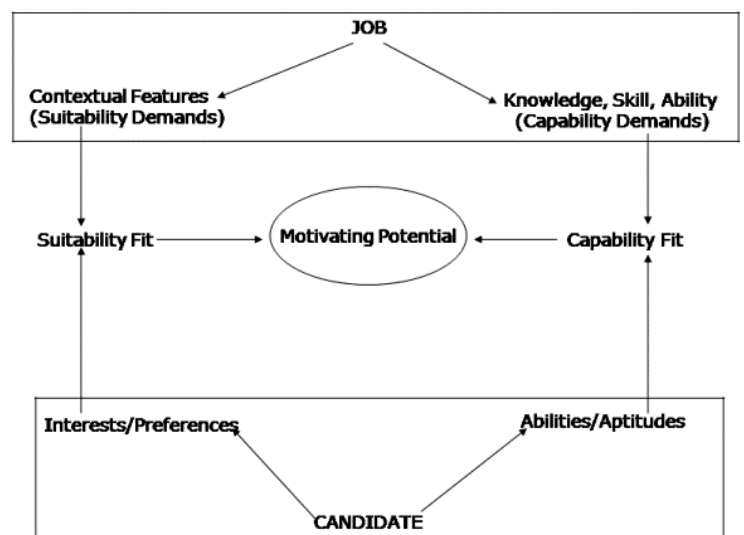 JOB
Contextual Features
(Suitability Demands)
Knowledge, Skill, Ability
(Capability Demands)
Suitability Fit
Motivating Potential
Capability Fit
Interests/Preferences
Abilities/Aptitudes
CANDIDATE